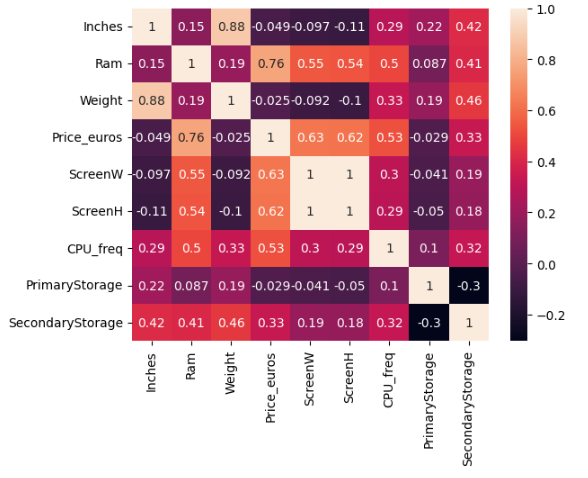 Inches 1 0.15 0.88 -0.049 -0.097 -0.11 0.29 0.22 0.42
Ram 0.15 1 0.19 0.76 0.55 0.54 0.5 0.087 0.41
Weight 0.88 0.19 1 -0.025 -0.092 -0.1 0.33 0.19 0.46
Price_euros -0.049 0.76 -0.025 1 0.63 0.62 0.53 -0.029 0.33
ScreenW -0.097 0.55 -0.092 0.63 1 1 0.3 -0.041 0.19
ScreenH -0.11 0.54 -0.1 0.62 1 1 0.29 -0.05 0.18
CPU_freq 0.29 0.5 0.33 0.53 0.3 0.29 1 0.1 0.32
PrimaryStorage 0.22 0.087 0.19 -0.029 -0.041 -0.05 0.1 1 -0.3
SecondaryStorage 0.42 0.41 0.46 0.33 0.19 0.18 0.32 -0.3 1
Inches
Ram
Weight
Price_euros
ScreenW
ScreenH
CPU_freq
PrimaryStorage
SecondaryStorage
1.0
0.8
0.6
0.4
0.2
0.0
−0.2